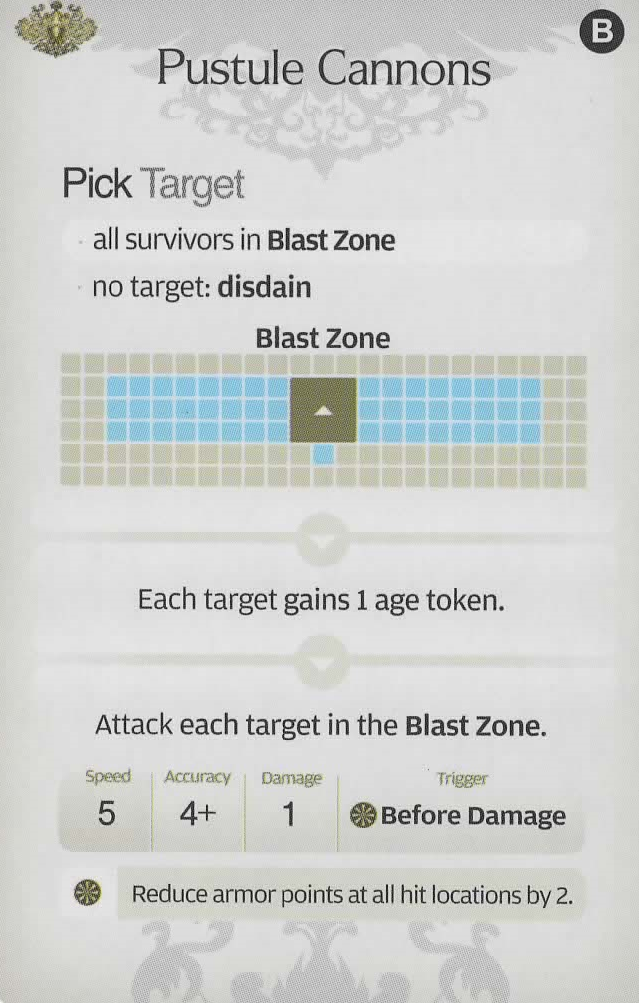 B
Pustule Cannons
Pick Target
· all survivors in Blast Zone
· no target: disdain
Blast Zone
Each target gains 1 age token.
Attack each target in the Blast Zone.
Speed Accuracy Damage Trigger
5 4+ 1 Before Damage
Reduce armor points at all hit locations by 2.